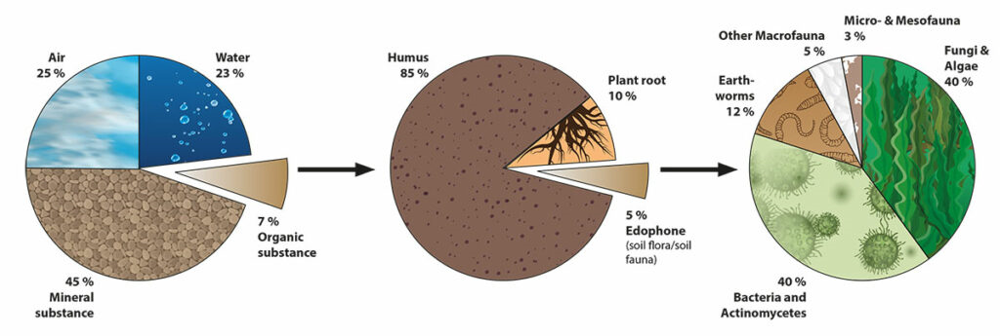 Air
25 %
Water
23 %
7 %
Organic
substance
45 %
Mineral
substance
Humus
85 %
Plant root
10 %
5 %
Edophone
(soil flora/soil
fauna)
Micro- & Mesofauna
3 %
Other Macrofauna
5 %
Fungi &
Algae
40 %
Earth-
worms
12 %
40 %
Bacteria and
Actinomycetes